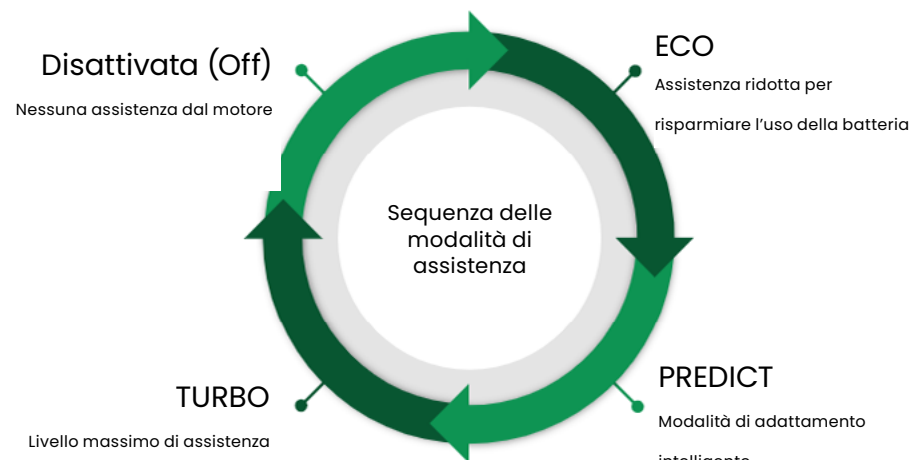 Disattivata (Off)
Nessuna assistenza dal motore
ECO
Assistenza ridotta per
risparmiare l’uso della batteria
Sequenza delle
modalità di
assistenza
TURBO
Livello massimo di assistenza
PREDICT
Modalità di adattamento